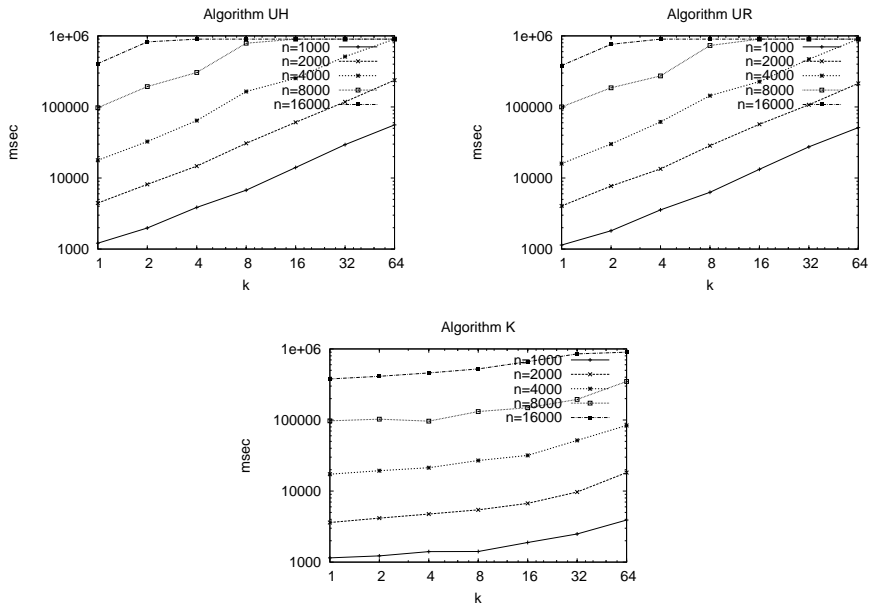 Algorithm UH
1e+06
100000
10000
1000
msec
n=1000
n=2000
n=4000
n=8000
n=16000
1 2 4 8 16 32 64
k
Algorithm UR
1e+06
100000
10000
1000
msec
n=1000
n=2000
n=4000
n=8000
n=16000
1 2 4 8 16 32 64
k
Algorithm K
1e+06
100000
10000
1000
msec
n=1000
n=2000
n=4000
n=8000
n=16000
1 2 4 8 16 32 64
k